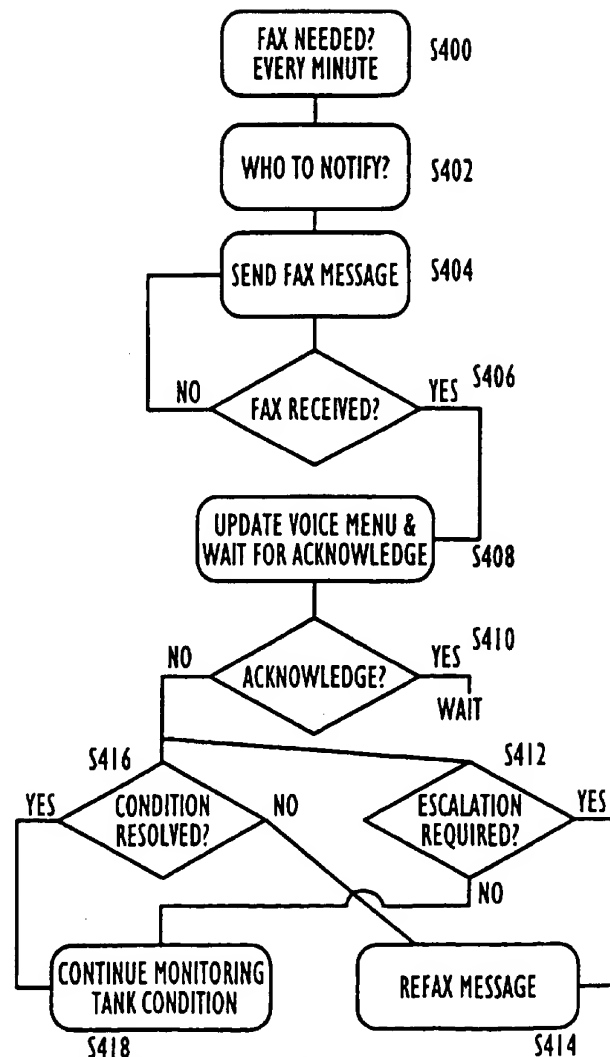 FAX NEEDED?
EVERY MINUTE
S400
WHO TO NOTIFY?
S402
SEND FAX MESSAGE
S404
NO
FAX RECEIVED?
YES
S406
UPDATE VOICE MENU &
WAIT FOR ACKNOWLEDGE
S408
NO
ACKNOWLEDGE?
YES
S410
WAIT
S416
S412
YES
CONDITION
RESOLVED?
NO
ESCALATION
REQUIRED?
YES
NO
CONTINUE MONITORING
TANK CONDITION
REFAX MESSAGE
S418
S414